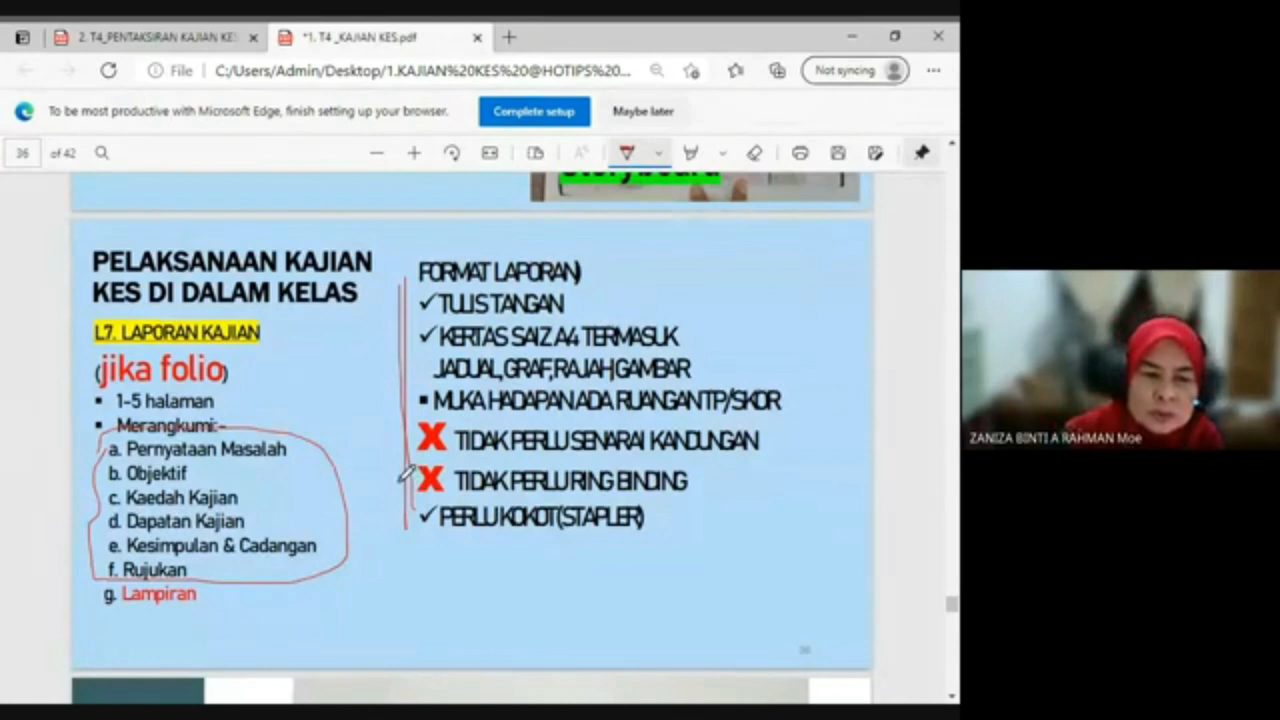 2. T4_PENTAKSIRAN KAJIAN KE
*1. T4 _KAJIAN KES.pdf
File
C:/Users/Admin/Desktop/1.KAJIAN%20KES%20@HOTIPS%20...
Not syncing
To be most productive with Microsoft Edge, finish setting up your browser.
Complete setup
Maybe later
36
of 42
Storyboard
PELAKSANAAN KAJIAN
KES DI DALAM KELAS
L7. LAPORAN KAJIAN
(jika folio)
▪ 1-5 halaman
▪ Merangkumi:-
a. Pernyataan Masalah
b. Objektif
c. Kaedah Kajian
d. Dapatan Kajian
e. Kesimpulan & Cadangan
f. Rujukan
g. Lampiran
FORMAT LAPORAN)
✓ TULIS TANGAN
✓ KERTAS SAIZ A4 TERMASUK
JADUAL, GRAF,RAJAH,GAMBAR
▪ MUKA HADAPAN ADA RUANGAN TP/SKOR
X TIDAK PERLU SENARAI KANDUNGAN
X TIDAK PERLU RING BINDING
✓ PERLU KOKOT(STAPLER)
36
ZANIZA BINTI A RAHMAN Moe